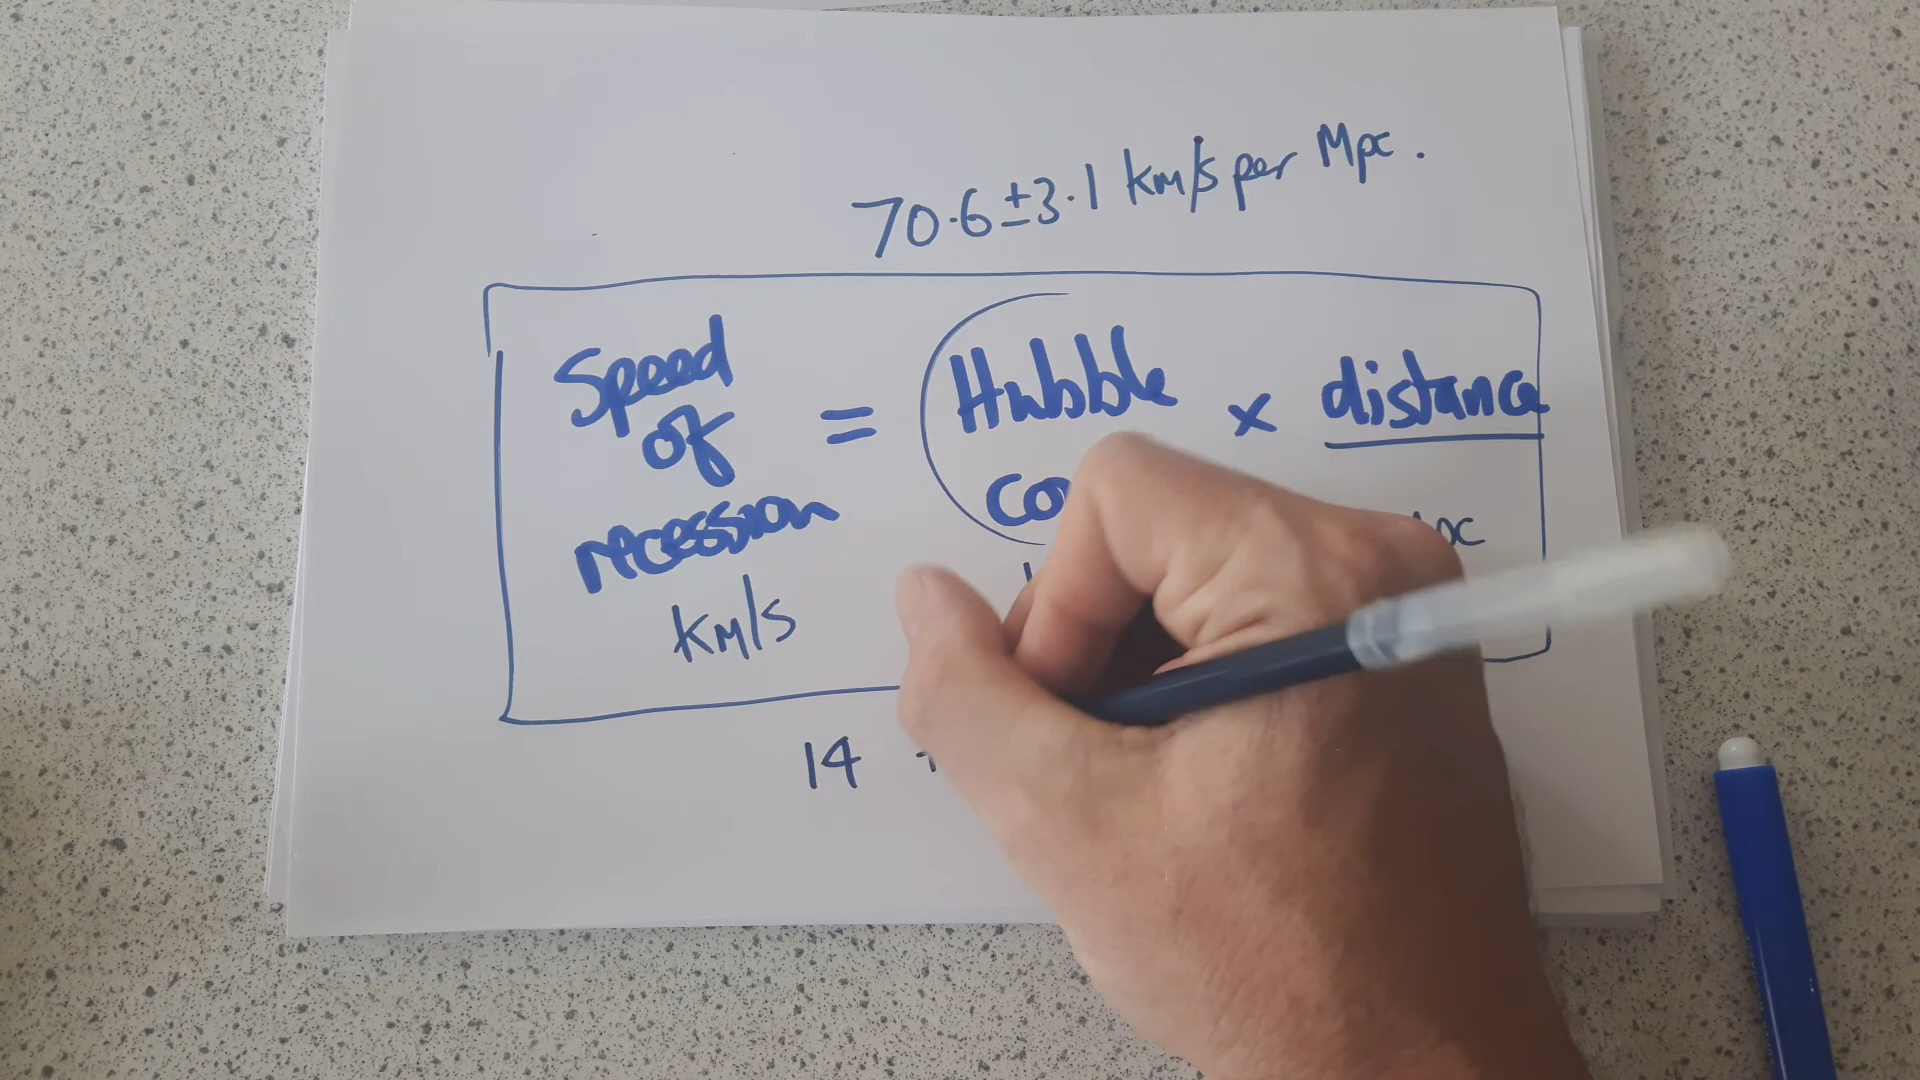 70.6 ±3.1 km/s per Mpc.
Speed of recession = Hubble × distance
km/s
14